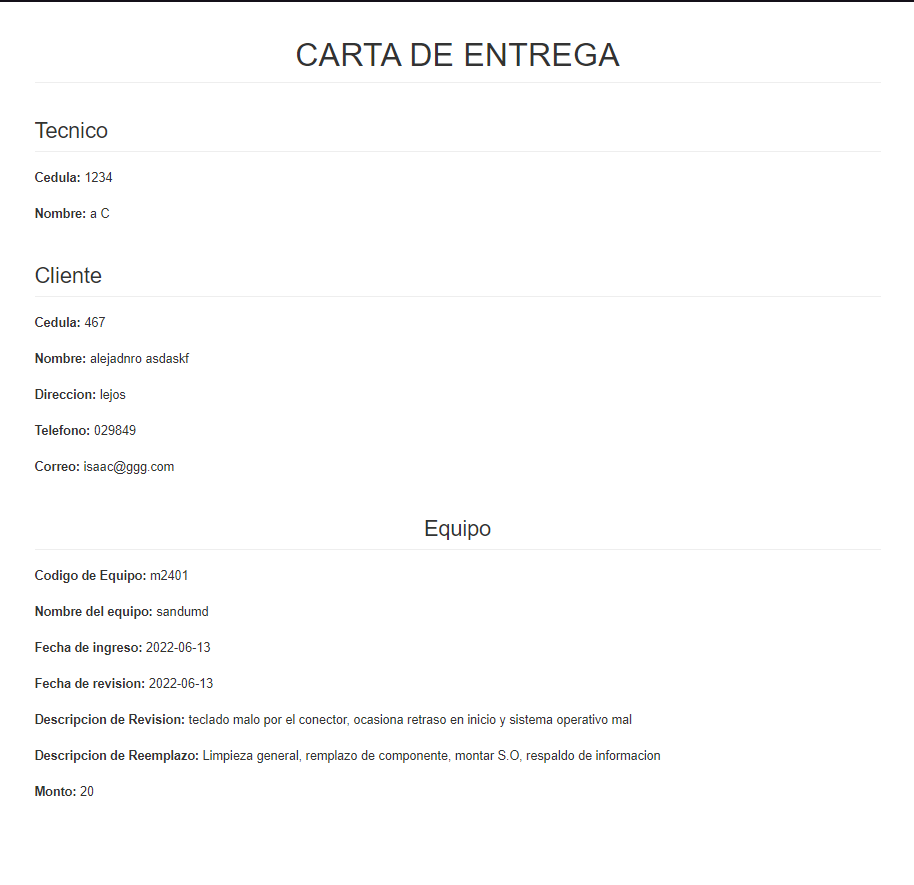 CARTA DE ENTREGA
Tecnico
Cedula: 1234
Nombre: a C
Cliente
Cedula: 467
Nombre: alejadnro asdaskf
Direccion: lejos
Telefono: 029849
Correo: isaac@ggg.com
Equipo
Codigo de Equipo: m2401
Nombre del equipo: sandumd
Fecha de ingreso: 2022-06-13
Fecha de revision: 2022-06-13
Descripcion de Revision: teclado malo por el conector, ocasiona retraso en inicio y sistema operativo mal
Descripcion de Reemplazo: Limpieza general, remplazo de componente, montar S.O, respaldo de informacion
Monto: 20